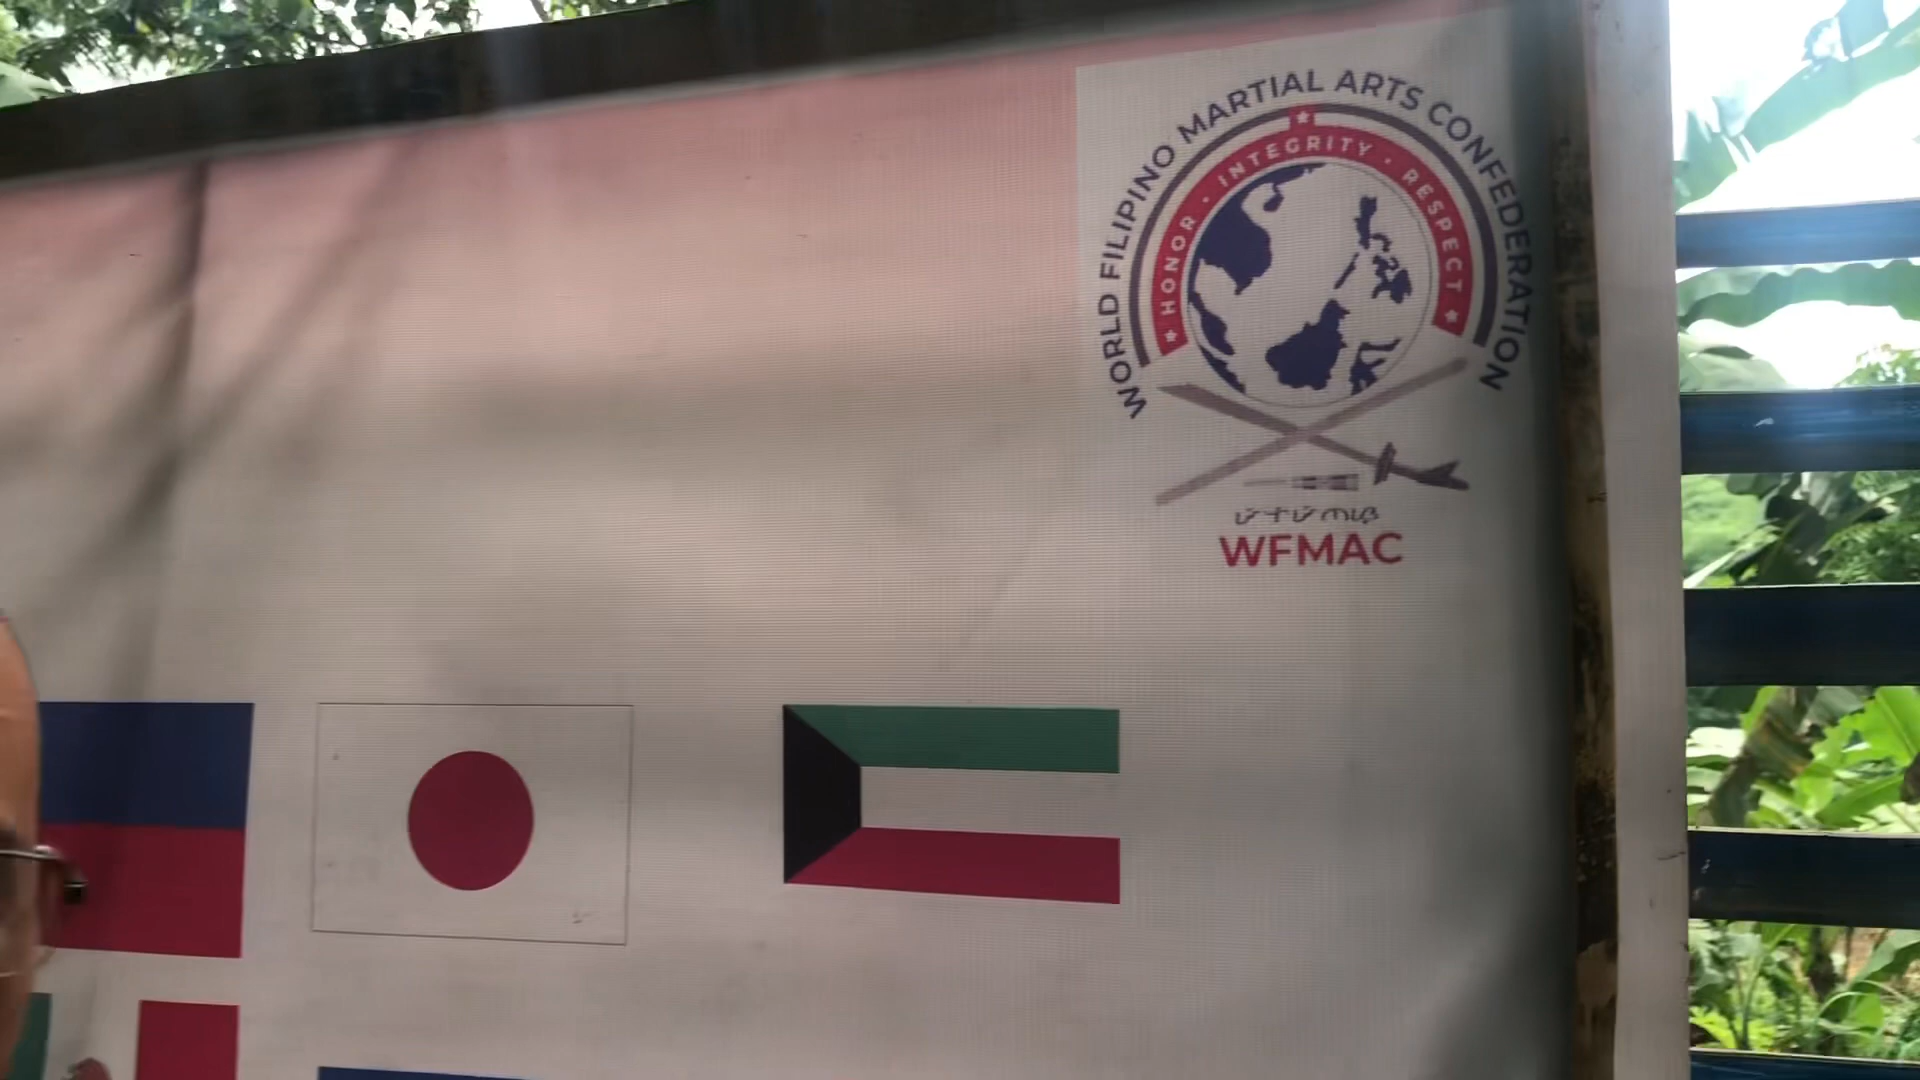 WORLD FILIPINO MARTIAL ARTS CONFEDERATION
HONOR · INTEGRITY · RESPECT
WFMAC